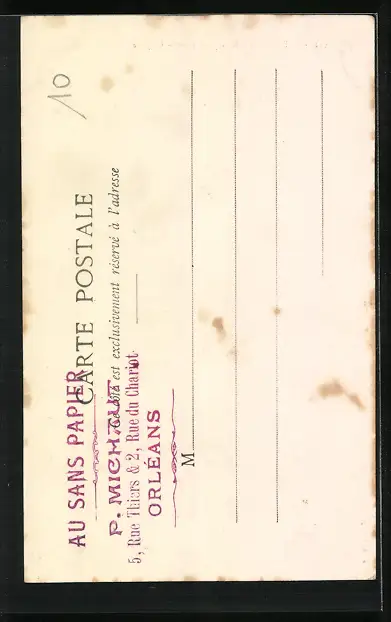 10
CARTE POSTALE
Ce côté est exclusivement réservé à l'adresse
AU SANS PAPIER
P. MICHAUT
5, Rue Thiers & 2, Rue du Chariot
ORLÉANS
M